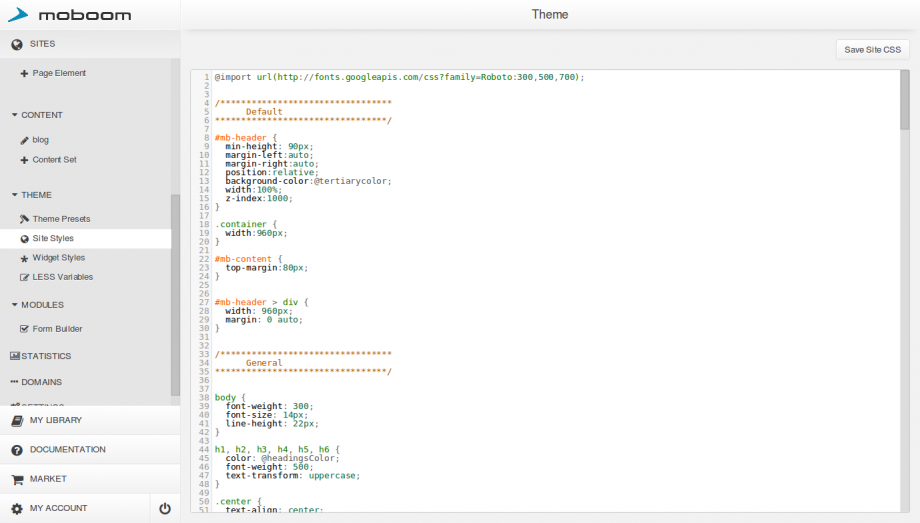 moboom
Theme
SITES
Save Site CSS
Page Element
CONTENT
blog
Content Set
THEME
Theme Presets
Site Styles
Widget Styles
LESS Variables
MODULES
Form Builder
STATISTICS
DOMAINS
SETTINGS
MY LIBRARY
DOCUMENTATION
MARKET
MY ACCOUNT
1 @import url(http://fonts.googleapis.com/css?family=Roboto:300,500,700);
2
3
4 /*********************************
5 Default
6 *********************************/
7
8 #mb-header {
9 min-height: 90px;
10 margin-left:auto;
11 margin-right:auto;
12 position:relative;
13 background-color:@tertiarycolor;
14 width:100%;
15 z-index:1000;
16 }
17
18 .container {
19 width:960px;
20 }
21
22 #mb-content {
23 top-margin:80px;
24 }
25
26
27 #mb-header > div {
28 width: 960px;
29 margin: 0 auto;
30 }
31
32
33 /*********************************
34 General
35 *********************************/
36
37
38 body {
39 font-weight: 300;
40 font-size: 14px;
41 line-height: 22px;
42 }
43
44 h1, h2, h3, h4, h5, h6 {
45 color: @headingsColor;
46 font-weight: 500;
47 text-transform: uppercase;
48 }
49
50 .center {
51 text-align: center;